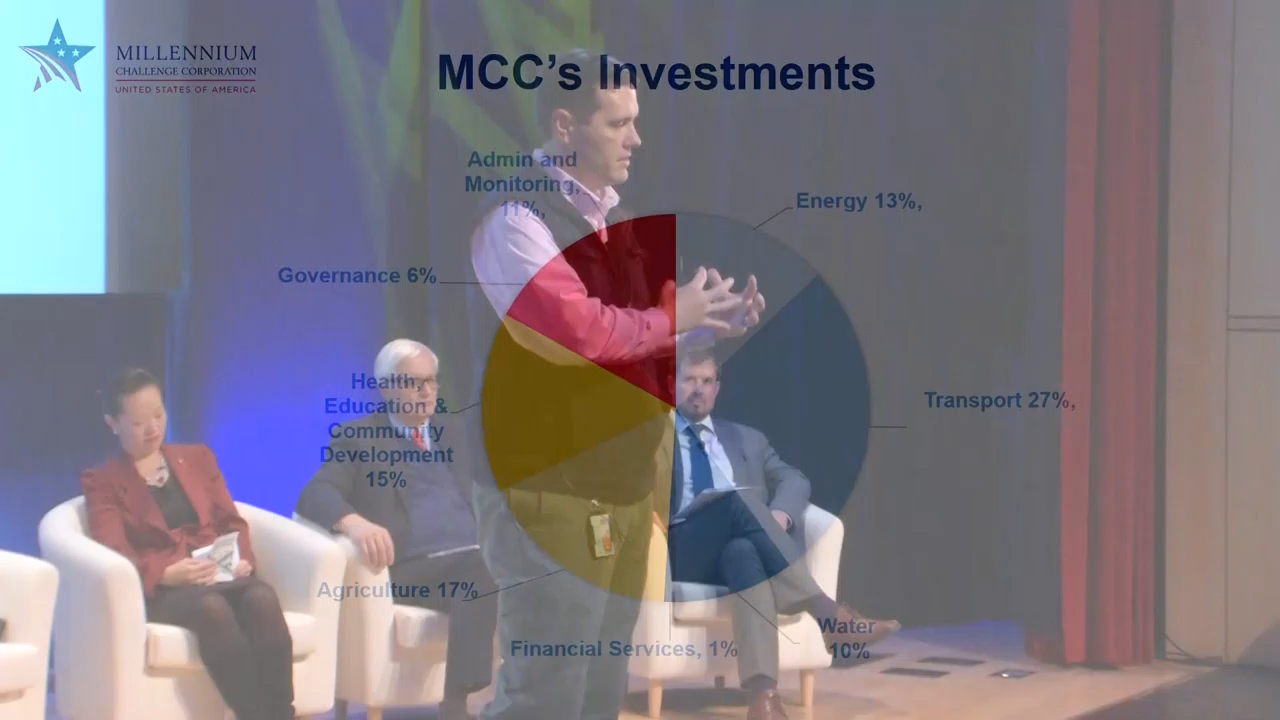 MILLENNIUM
CHALLENGE CORPORATION
UNITED STATES OF AMERICA
MCC's Investments
Admin and
Monitoring,
11%,
Energy 13%,
Governance 6%
Transport 27%,
Health,
Education &
Community
Development
15%
Agriculture 17%
Financial Services, 1%
Water
10%